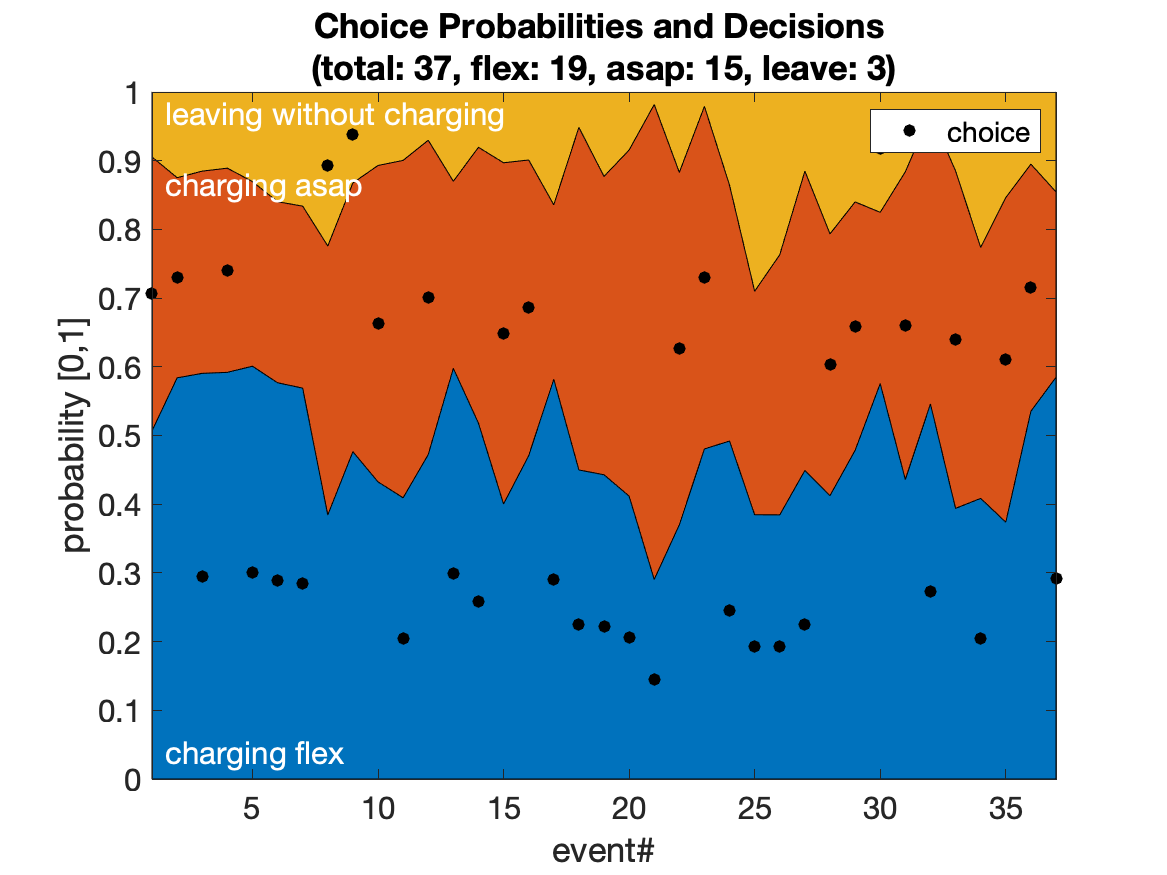 Choice Probabilities and Decisions
(total: 37, flex: 19, asap: 15, leave: 3)
1
leaving without charging
choice
0.9
charging asap
0.8
0.7
0.6
0.5
0.4
0.3
0.2
0.1
charging flex
0
probability [0,1]
5 10 15 20 25 30 35
event#